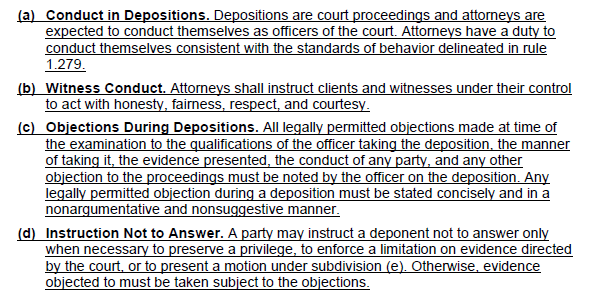 (a) Conduct in Depositions. Depositions are court proceedings and attorneys are
expected to conduct themselves as officers of the court. Attorneys have a duty to
conduct themselves consistent with the standards of behavior delineated in rule
1.279.
(b) Witness Conduct. Attorneys shall instruct clients and witnesses under their control
to act with honesty, fairness, respect, and courtesy.
(c) Objections During Depositions. All legally permitted objections made at time of
the examination to the qualifications of the officer taking the deposition, the manner
of taking it, the evidence presented, the conduct of any party, and any other
objection to the proceedings must be noted by the officer on the deposition. Any
legally permitted objection during a deposition must be stated concisely and in a
nonargumentative and nonsuggestive manner.
(d) Instruction Not to Answer. A party may instruct a deponent not to answer only
when necessary to preserve a privilege, to enforce a limitation on evidence directed
by the court, or to present a motion under subdivision (e). Otherwise, evidence
objected to must be taken subject to the objections.